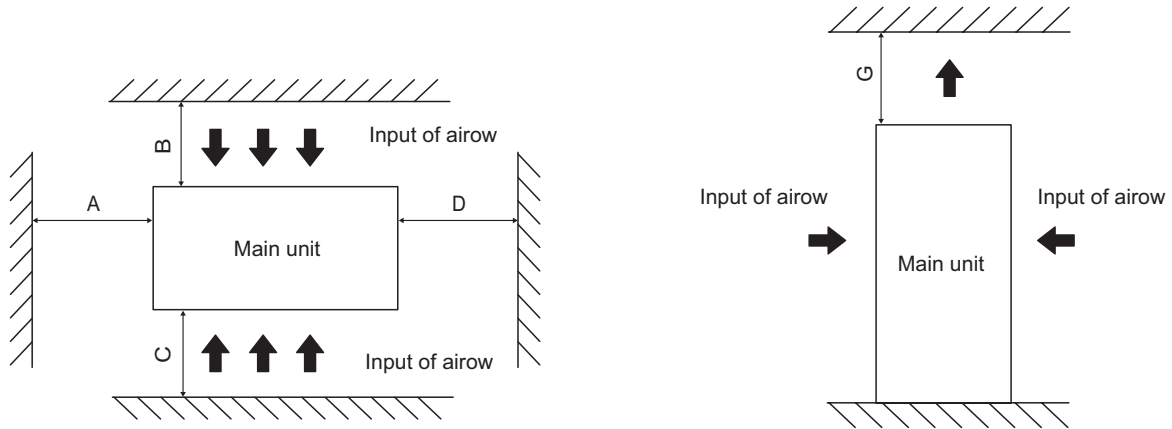 B
Input of airow
A
D
Main unit
C
Input of airow
G
Input of airow
Input of airow
Main unit